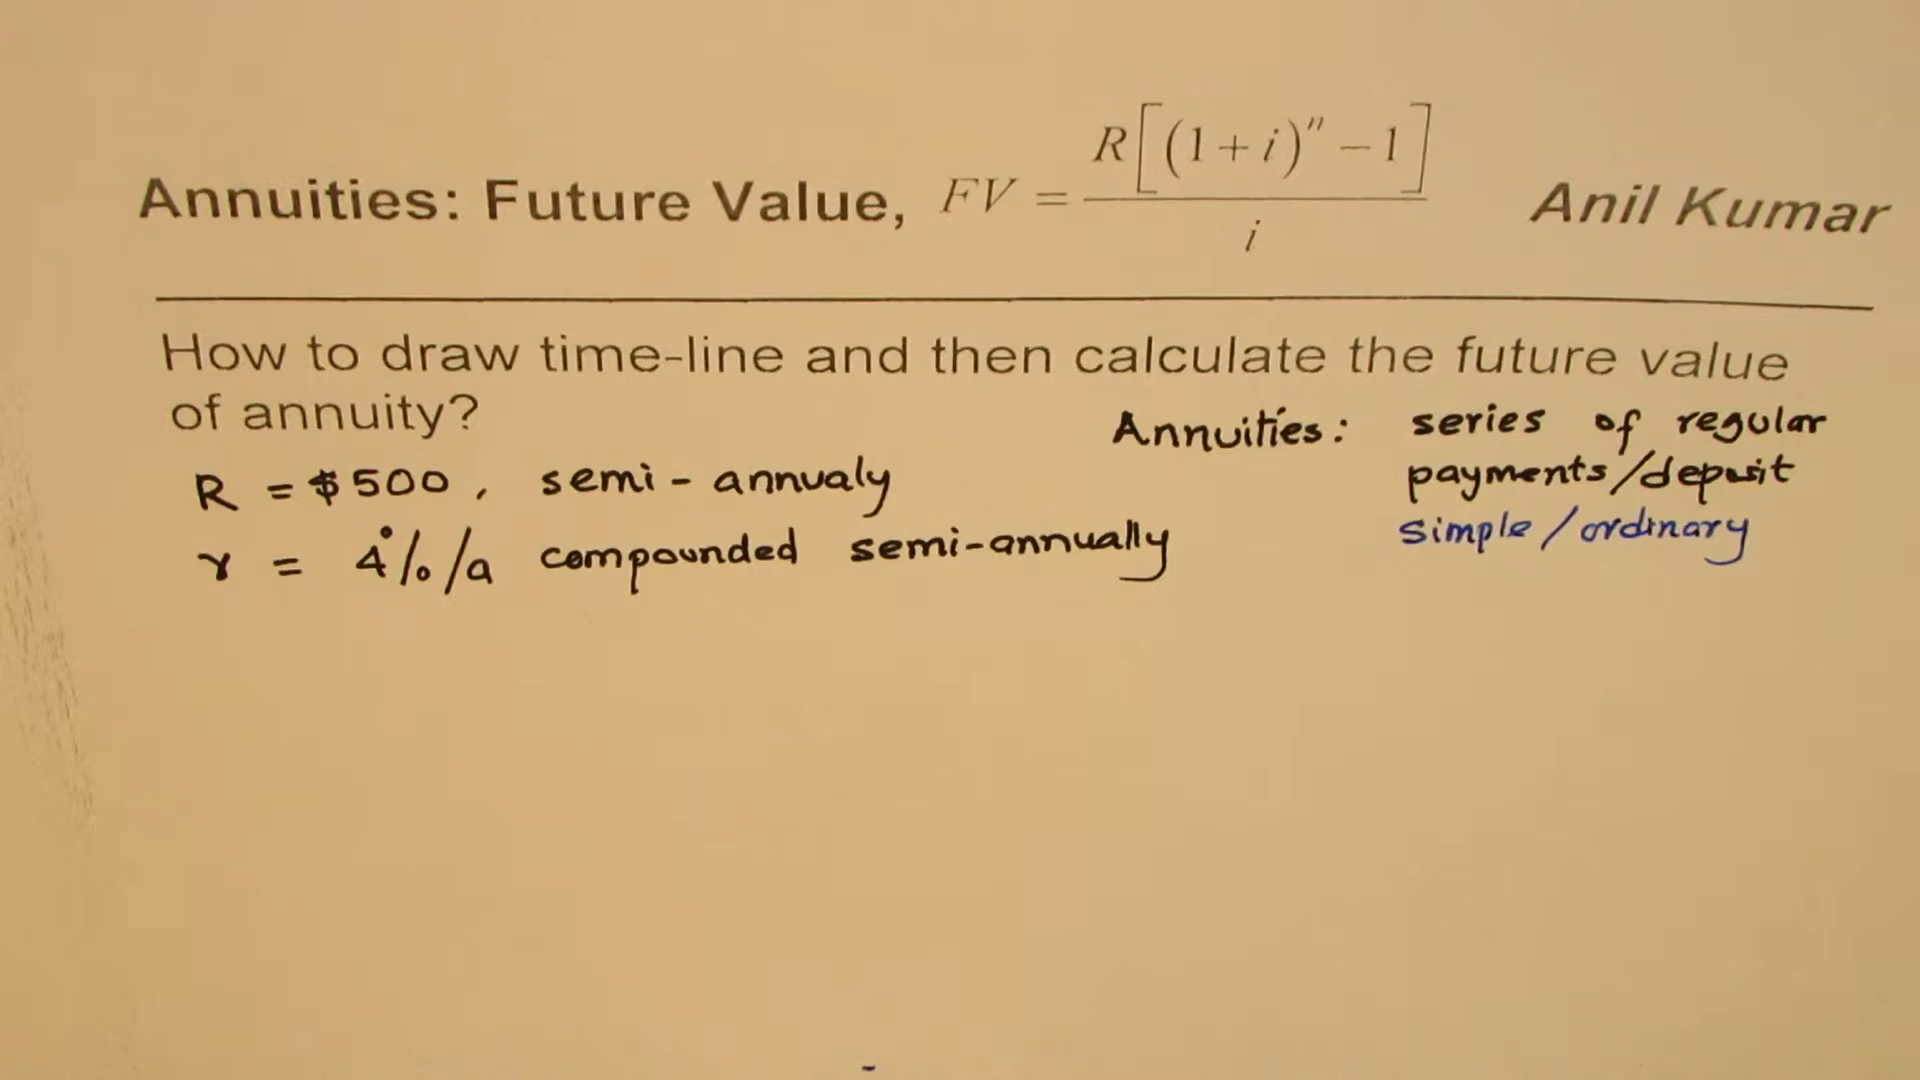 Annuities: Future Value, FV = R[(1+i)^n − 1] / i Anil Kumar
How to draw time-line and then calculate the future value
of annuity?
Annuities: series of regular
payments/deposit
simple/ordinary
R = $500, semi-annualy
r = 4%/a compounded semi-annually